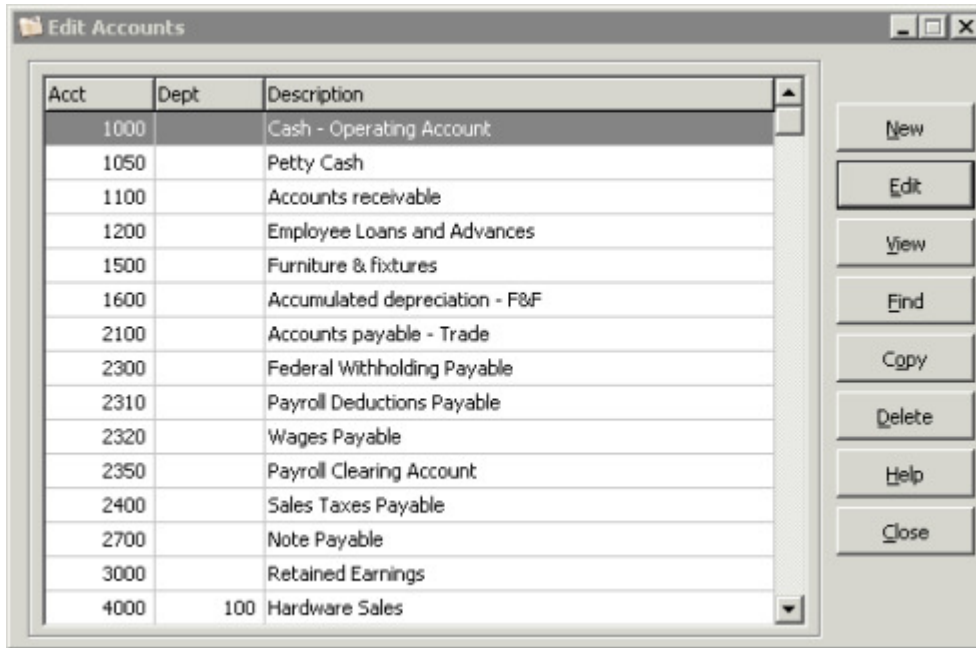 Edit Accounts
Acct Dept Description
1000 Cash - Operating Account
1050 Petty Cash
1100 Accounts receivable
1200 Employee Loans and Advances
1500 Furniture & fixtures
1600 Accumulated depreciation - F&F
2100 Accounts payable - Trade
2300 Federal Withholding Payable
2310 Payroll Deductions Payable
2320 Wages Payable
2350 Payroll Clearing Account
2400 Sales Taxes Payable
2700 Note Payable
3000 Retained Earnings
4000 100 Hardware Sales
New
Edit
View
Find
Copy
Delete
Help
Close